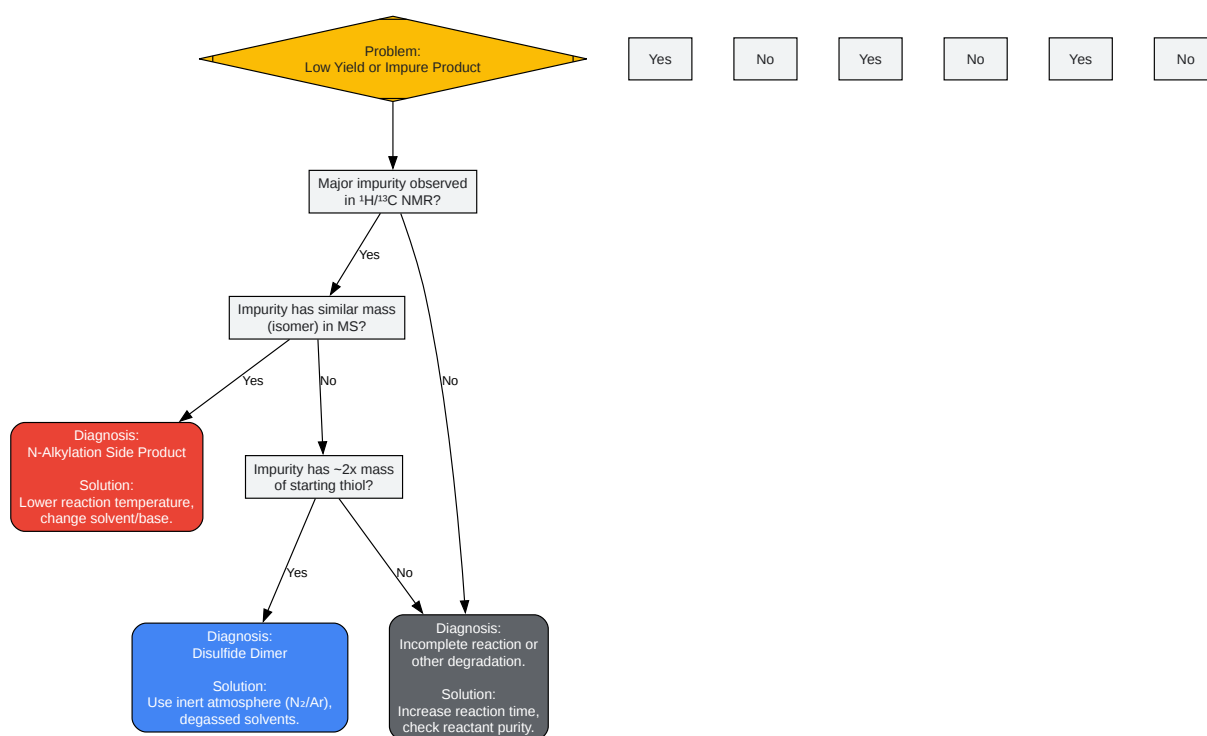 Problem:
Low Yield or Impure Product
Yes
No
Yes
No
Yes
No
Major impurity observed
in ¹H/¹³C NMR?
Yes
Impurity has similar mass
(isomer) in MS?
Yes
No
No
Diagnosis:
N-Alkylation Side Product
Solution:
Lower reaction temperature,
change solvent/base.
Impurity has ~2x mass
of starting thiol?
Yes
No
Diagnosis:
Disulfide Dimer
Solution:
Use inert atmosphere (N₂/Ar),
degassed solvents.
Diagnosis:
Incomplete reaction or
other degradation.
Solution:
Increase reaction time,
check reactant purity.